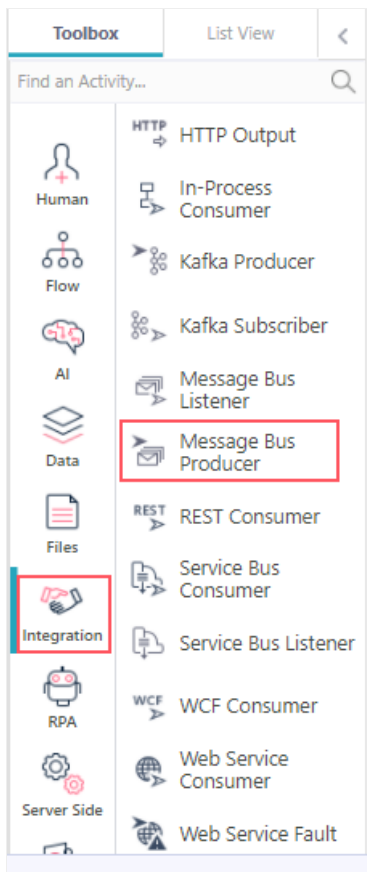 Toolbox
List View
Find an Activity...
Human
Flow
AI
Data
Files
Integration
RPA
Server Side
HTTP
HTTP Output
In-Process
Consumer
Kafka Producer
Kafka Subscriber
Message Bus
Listener
Message Bus
Producer
REST
REST Consumer
Service Bus
Consumer
Service Bus Listener
WCF
WCF Consumer
Web Service
Consumer
Web Service Fault